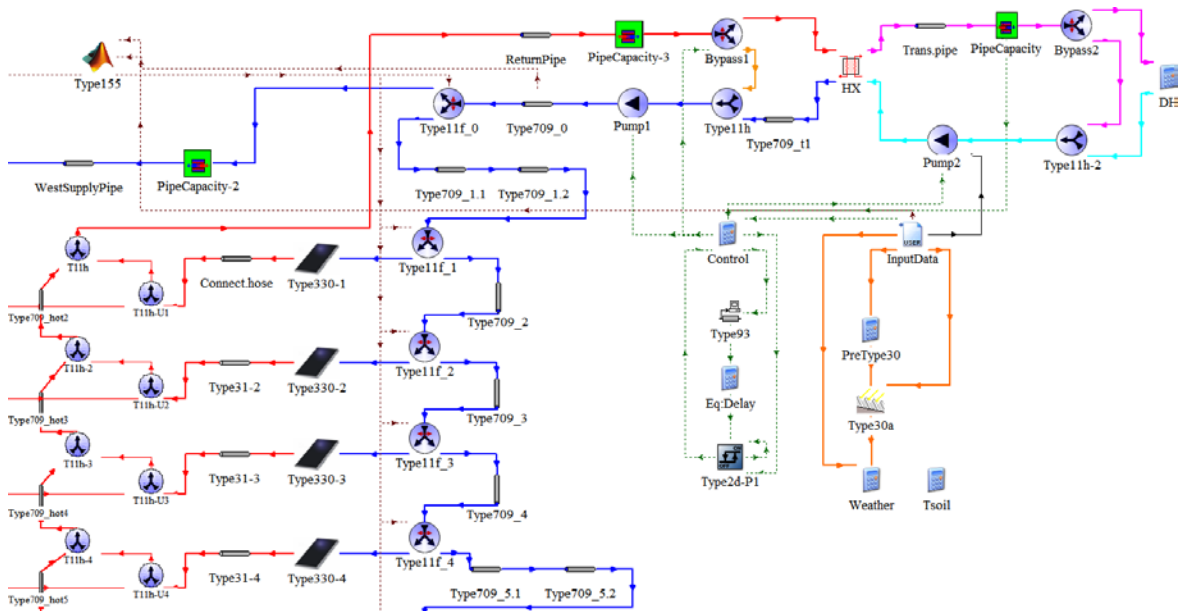 Type155
ReturnPipe
PipeCapacity-3
Bypass1
HX
Trans.pipe
PipeCapacity
Bypass2
DH
WestSupplyPipe
PipeCapacity-2
Type11f_0
Type709_0
Pump1
Type11h
Type709_t1
Pump2
Type11h-2
Type709_1.1
Type709_1.2
T11h
Type709_hot2
T11h-U1
Connect.hose
Type330-1
Type11f_1
Type709_2
Control
USER
InputData
Type93
PreType30
T11h-2
Type709_hot3
T11h-U2
Type31-2
Type330-2
Type11f_2
Type709_3
Eq:Delay
Type30a
T11h-3
Type709_hot4
T11h-U3
Type31-3
Type330-3
Type11f_3
Type709_4
ON
OFF
Type2d-P1
Weather
Tsoil
T11h-4
Type709_hot5
T11h-U4
Type31-4
Type330-4
Type11f_4
Type709_5.1
Type709_5.2